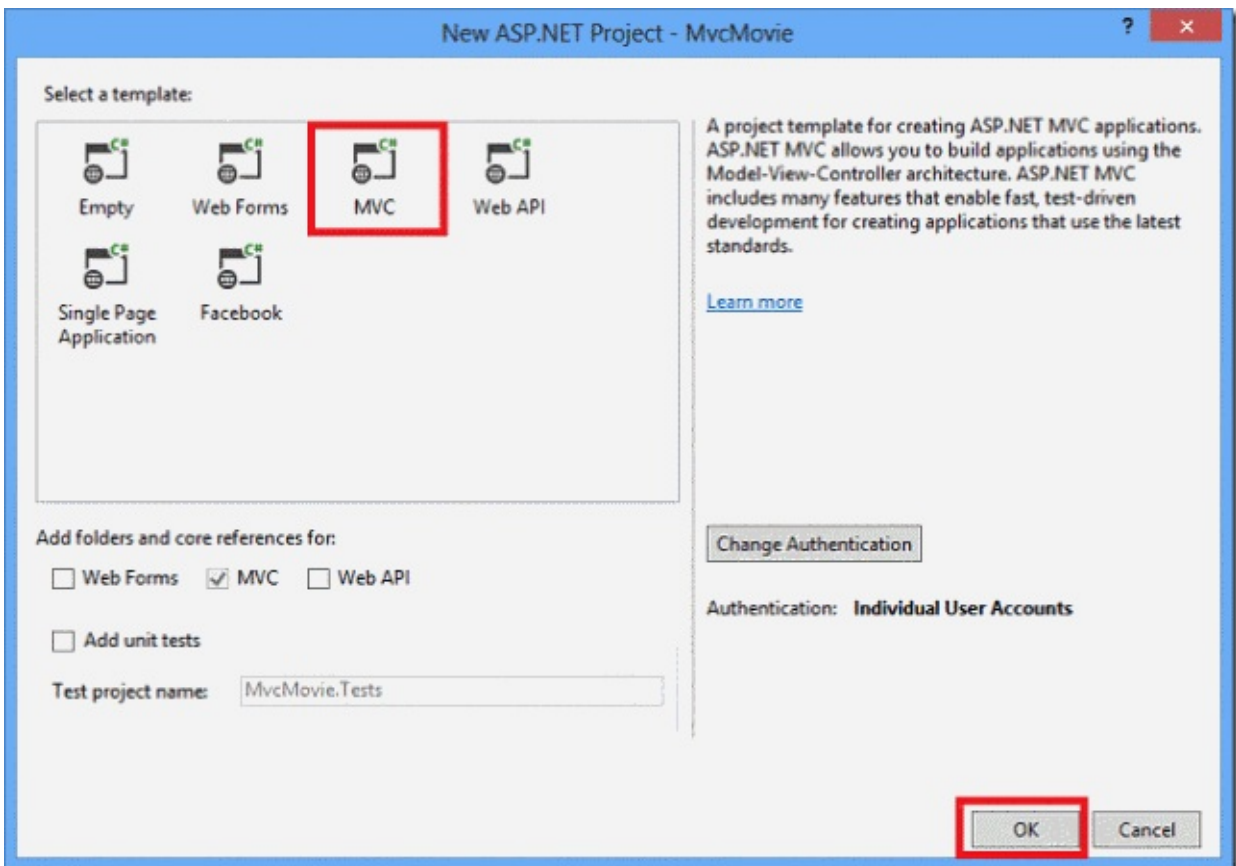 New ASP.NET Project - MvcMovie
?
Select a template:
C# C# C# C#
Empty Web Forms MVC Web API
C# C#
Single Page Application Facebook
A project template for creating ASP.NET MVC applications.
ASP.NET MVC allows you to build applications using the
Model-View-Controller architecture. ASP.NET MVC
includes many features that enable fast, test-driven
development for creating applications that use the latest
standards.
Learn more
Add folders and core references for:
Web Forms MVC Web API
Add unit tests
Test project name: MvcMovie.Tests
Change Authentication
Authentication: Individual User Accounts
OK Cancel